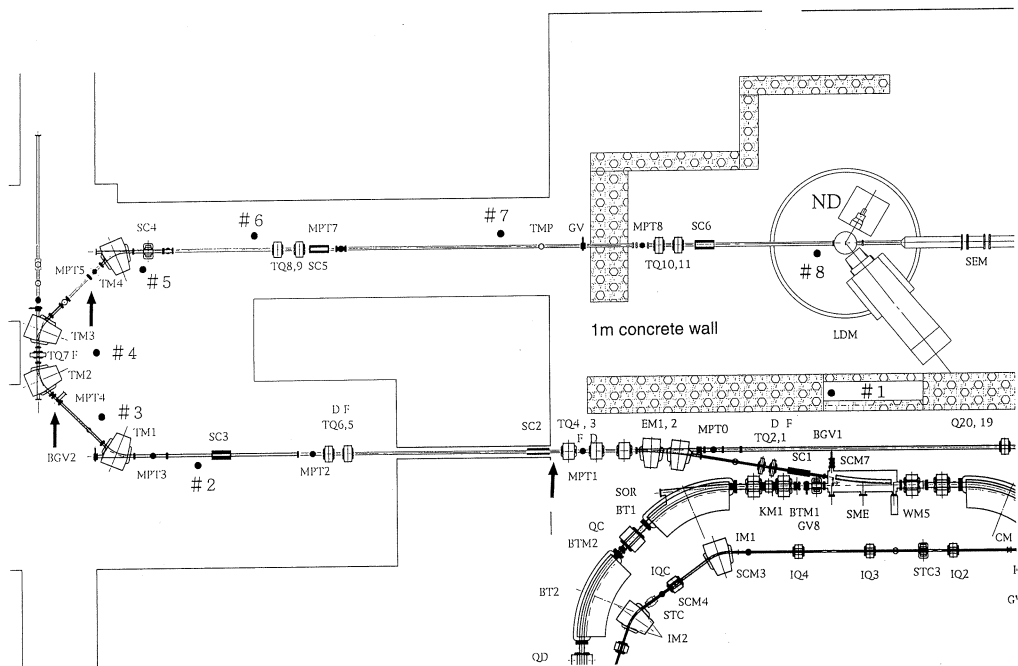 ND
#6
#7
SC4
MPT7
TMP
GV
MPT8
SC6
TQ8,9
SC5
TQ10,11
SEM
MPT5
TM4
#5
#8
TM3
1m concrete wall
LDM
TQ7 F
#4
TM2
MPT4
#1
#3
TM1
D F
TQ6,5
SC2
TQ4 , 3
F D
EM1, 2
MPT0
D F
TQ2,1
BGV1
Q20, 19
BGV2
SC3
MPT3
#2
MPT2
MPT1
SC1
SCM7
SOR
BT1
KM1
BTM1
GV8
SME
WM5
QC
BTM2
IM1
CM
IQC
SCM3
IQ4
IQ3
STC3
IQ2
BT2
SCM4
STC
IM2
QD